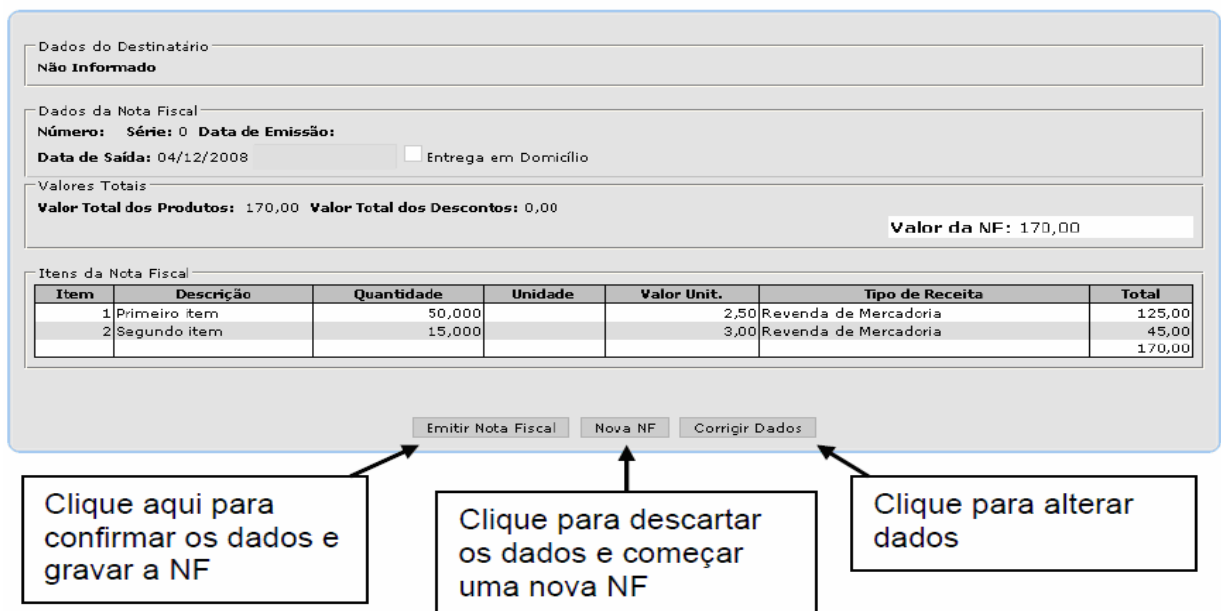 Dados do Destinatário
Não Informado
Dados da Nota Fiscal
Número: Série: 0 Data de Emissão:
Data de Saída: 04/12/2008 Entrega em Domicílio
Valores Totais
Valor Total dos Produtos: 170,00 Valor Total dos Descontos: 0,00
Valor da NF: 170,00
Itens da Nota Fiscal
Item Descrição Quantidade Unidade Valor Unit. Tipo de Receita Total
1 Primeiro item 50,000 2,50 Revenda de Mercadoria 125,00
2 Segundo item 15,000 3,00 Revenda de Mercadoria 45,00
170,00
Emitir Nota Fiscal Nova NF Corrigir Dados
Clique aqui para
confirmar os dados e
gravar a NF
Clique para descartar
os dados e começar
uma nova NF
Clique para alterar
dados